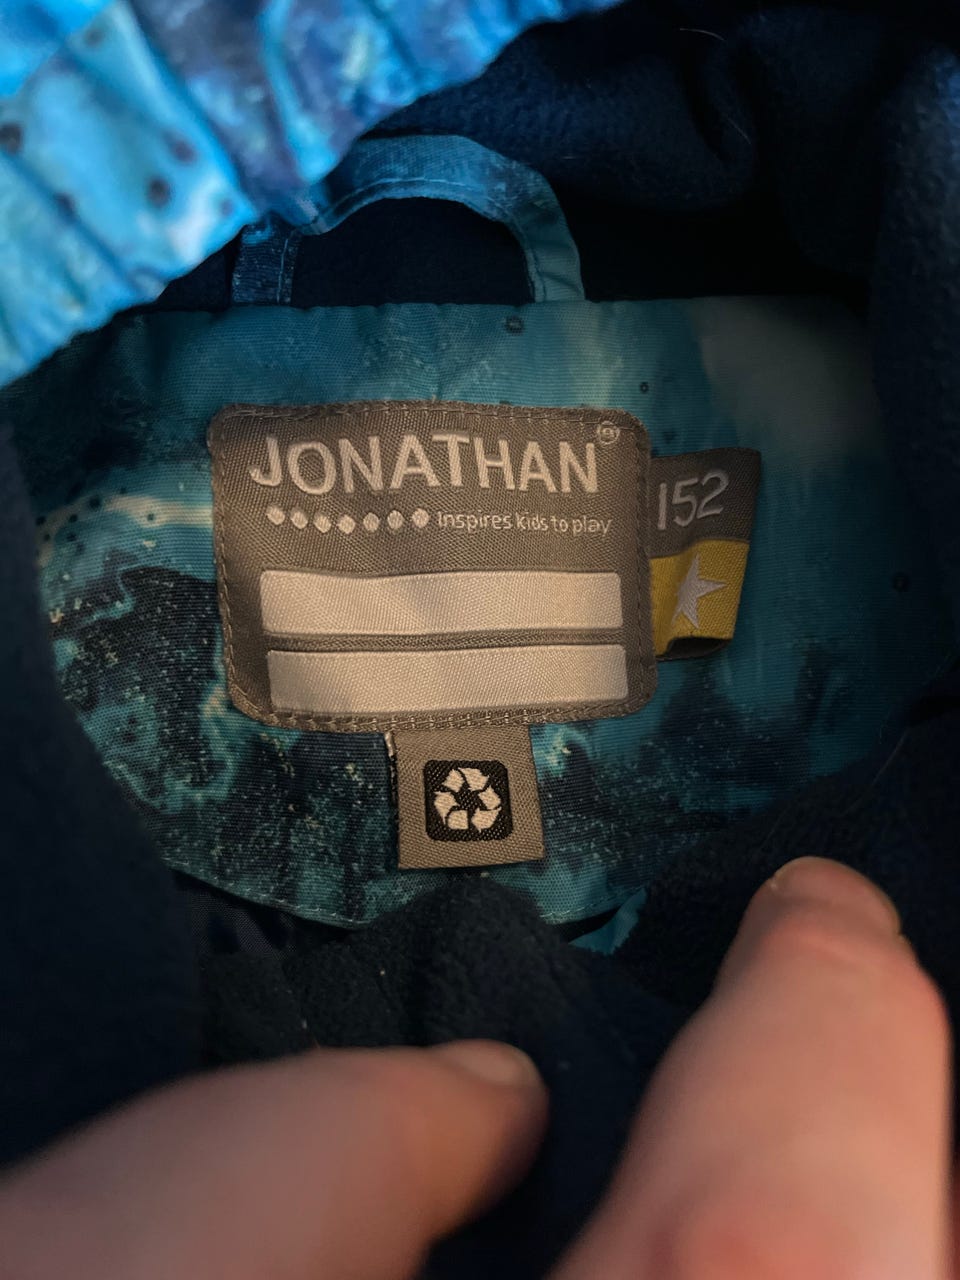 JONATHAN®
Inspires kids to play
152